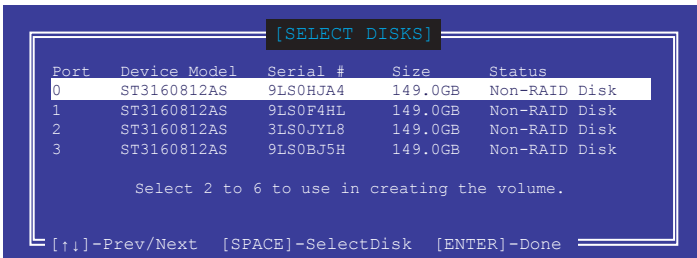 [SELECT DISKS]
Port Device Model Serial # Size Status
0 ST3160812AS 9LS0HJA4 149.0GB Non-RAID Disk
1 ST3160812AS 9LS0F4HL 149.0GB Non-RAID Disk
2 ST3160812AS 3LS0JYL8 149.0GB Non-RAID Disk
3 ST3160812AS 9LS0BJ5H 149.0GB Non-RAID Disk
Select 2 to 6 to use in creating the volume.
[↑↓]-Prev/Next [SPACE]-SelectDisk [ENTER]-Done